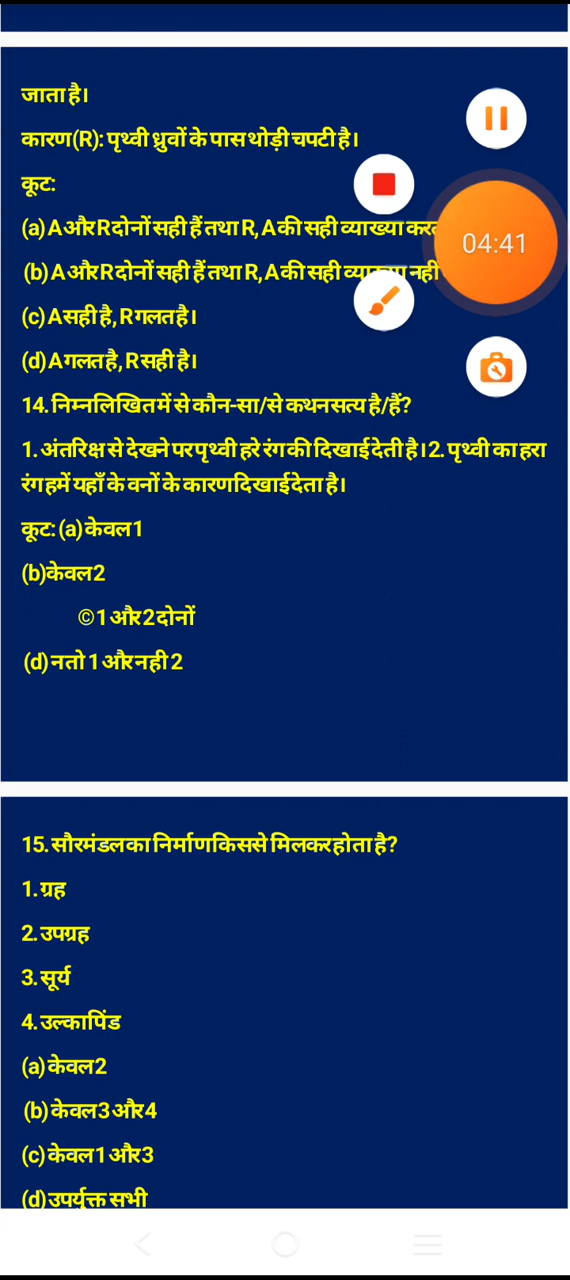 जाता है।
कारण (R): पृथ्वी ध्रुवों के पास थोड़ी चपटी है।
कूट:
(a) A और R दोनों सही हैं तथा R, A की सही व्याख्या
(b) A और R दोनों सही हैं तथा R, A की सही नहीं
(c) A सही है, R गलत है।
(d) A गलत है, R सही है।
14. निम्नलिखित में से कौन-सा/से कथन सत्य है/हैं?
1. अंतरिक्ष से देखने पर पृथ्वी हरे रंग की दिखाई देती है। 2. पृथ्वी का हरा
रंग हमें यहाँ के वनों के कारण दिखाई देता है।
कूट: (a) केवल 1
(b) केवल 2
© 1 और 2 दोनों
(d) न तो 1 और नही 2
15. सौरमंडल का निर्माण किससे मिलकर होता है?
1. ग्रह
2. उपग्रह
3. सूर्य
4. उल्कापिंड
(a) केवल 2
(b) केवल 3 और 4
(c) केवल 1 और 3
(d) उपर्युक्त सभी
04:41